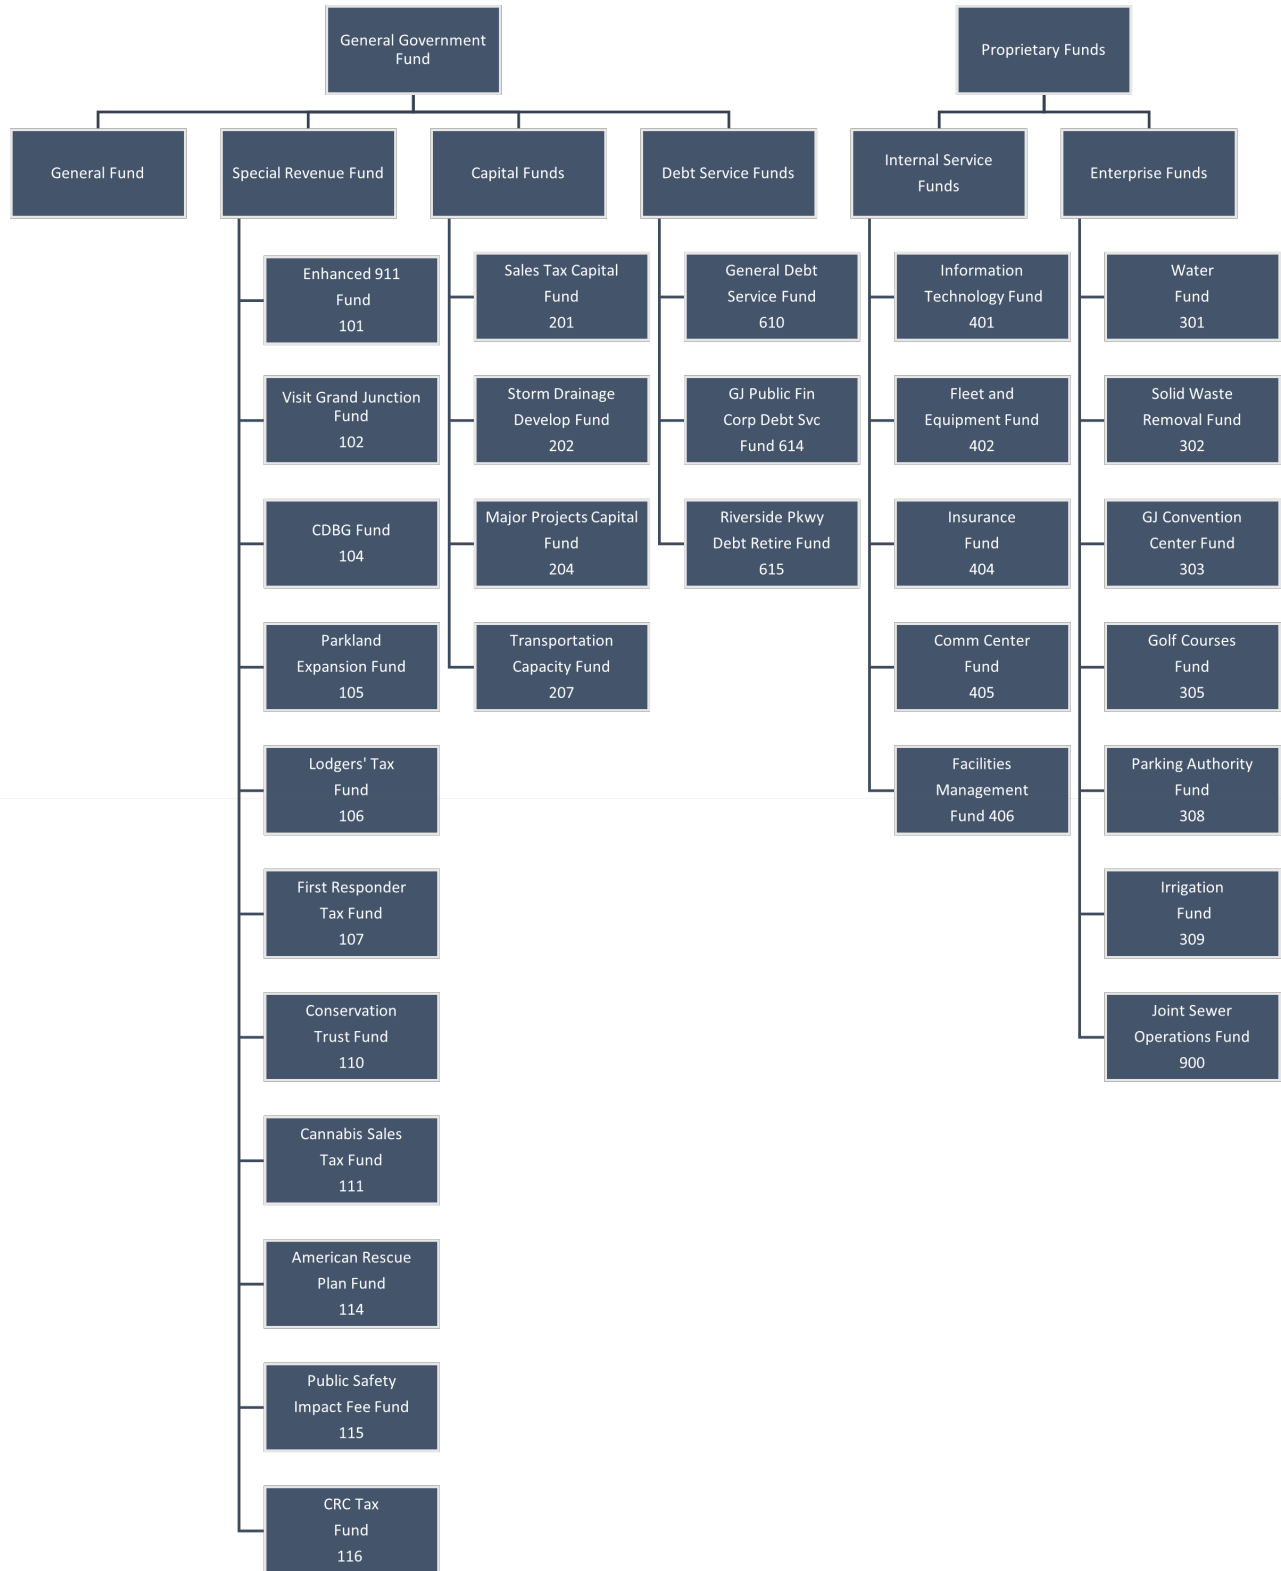 General Government
Fund
Proprietary Funds
General Fund
Special Revenue Fund
Capital Funds
Debt Service Funds
Internal Service
Funds
Enterprise Funds
Enhanced 911
Fund
101
Visit Grand Junction
Fund
102
CDBG Fund
104
Parkland
Expansion Fund
105
Lodgers' Tax
Fund
106
First Responder
Tax Fund
107
Conservation
Trust Fund
110
Cannabis Sales
Tax Fund
111
American Rescue
Plan Fund
114
Public Safety
Impact Fee Fund
115
CRC Tax
Fund
116
Sales Tax Capital
Fund
201
Storm Drainage
Develop Fund
202
Major Projects Capital
Fund
204
Transportation
Capacity Fund
207
General Debt
Service Fund
610
GJ Public Fin
Corp Debt Svc
Fund 614
Riverside Pkwy
Debt Retire Fund
615
Information
Technology Fund
401
Fleet and
Equipment Fund
402
Insurance
Fund
404
Comm Center
Fund
405
Facilities
Management
Fund 406
Water
Fund
301
Solid Waste
Removal Fund
302
GJ Convention
Center Fund
303
Golf Courses
Fund
305
Parking Authority
Fund
308
Irrigation
Fund
309
Joint Sewer
Operations Fund
900